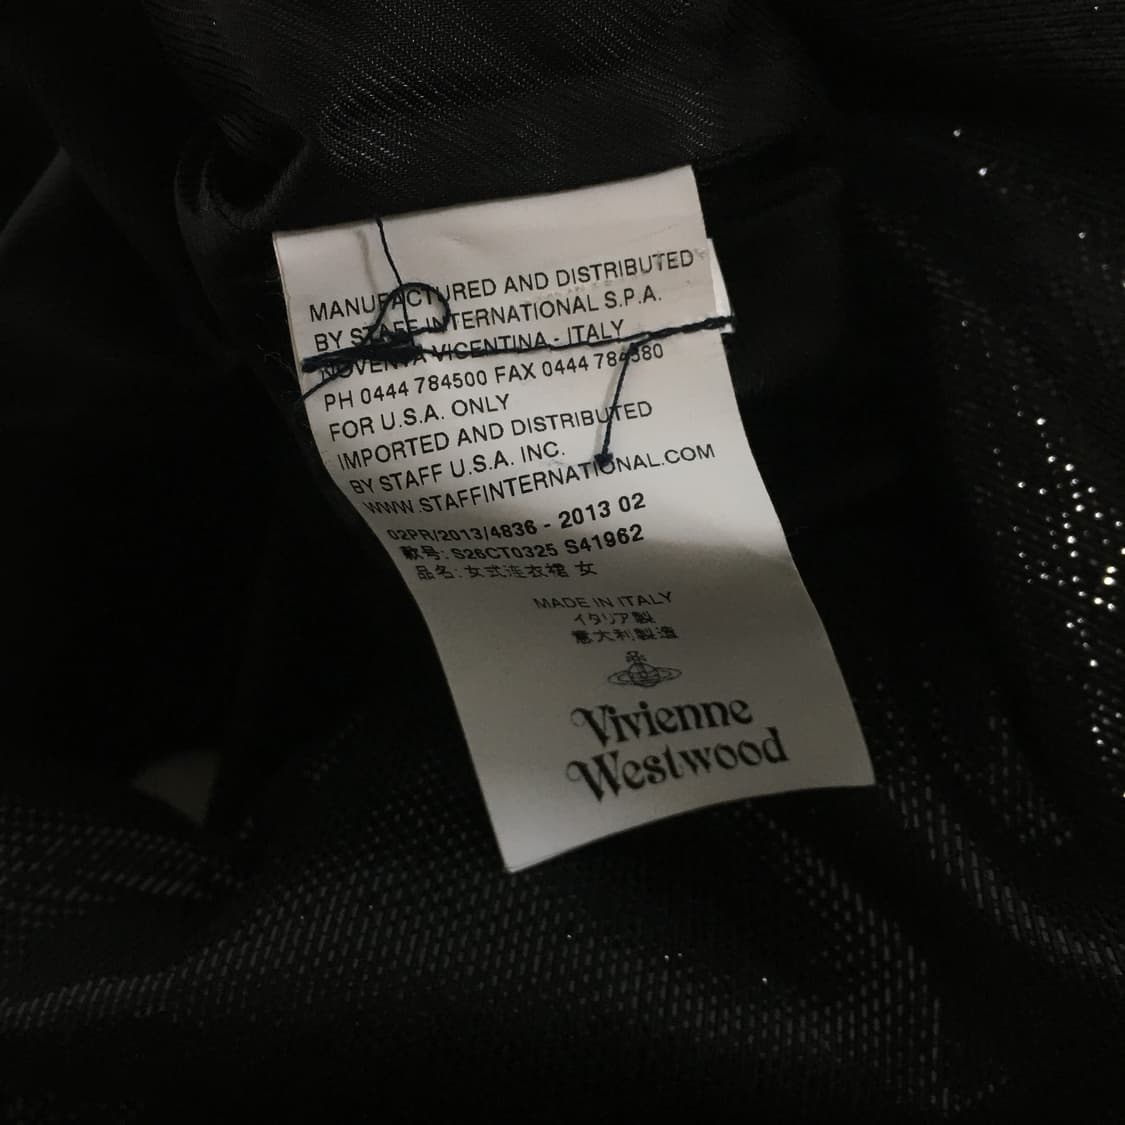 MANUFACTURED AND DISTRIBUTED
BY STAFF INTERNATIONAL S.P.A.
NOVENTA VICENTINA - ITALY
PH 0444 784500 FAX 0444 784580
FOR U.S.A. ONLY
IMPORTED AND DISTRIBUTED
BY STAFF U.S.A. INC.
WWW.STAFFINTERNATIONAL.COM
02PR/2013/4836 - 2013 02
款号: S26CT0325 S41962
品名: 女式连衣裙 女
MADE IN ITALY
イタリア製
意大利製造
Vivienne
Westwood